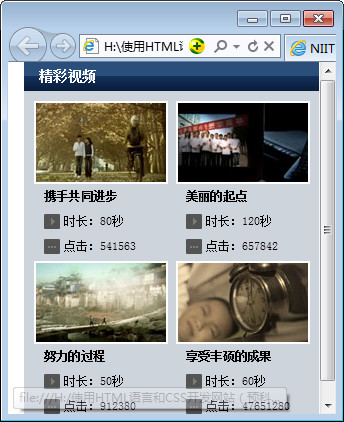 H:\使用HTML语
NIIT
精彩视频
携手共同进步
美丽的起点
时长：80秒
时长：120秒
点击：541563
点击：657842
努力的过程
享受丰硕的成果
时长：50秒
时长：60秒
点击：912380
点击：47651280
file:///H:/使用HTML语言和CSS开发网站（预科...